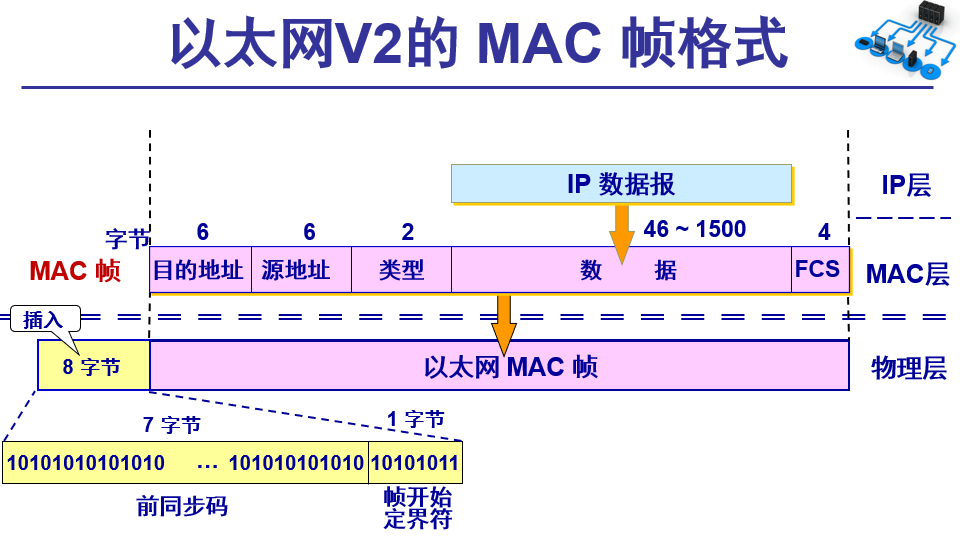 以太网V2的 MAC 帧格式
IP 数据报
IP层
字节 6 6 2 46 ~ 1500 4
MAC 帧 目的地址 源地址 类型 数 据 FCS MAC层
插入
8 字节 以太网 MAC 帧 物理层
7 字节 1 字节
10101010101010 … 101010101010 10101011
前同步码 帧开始
定界符